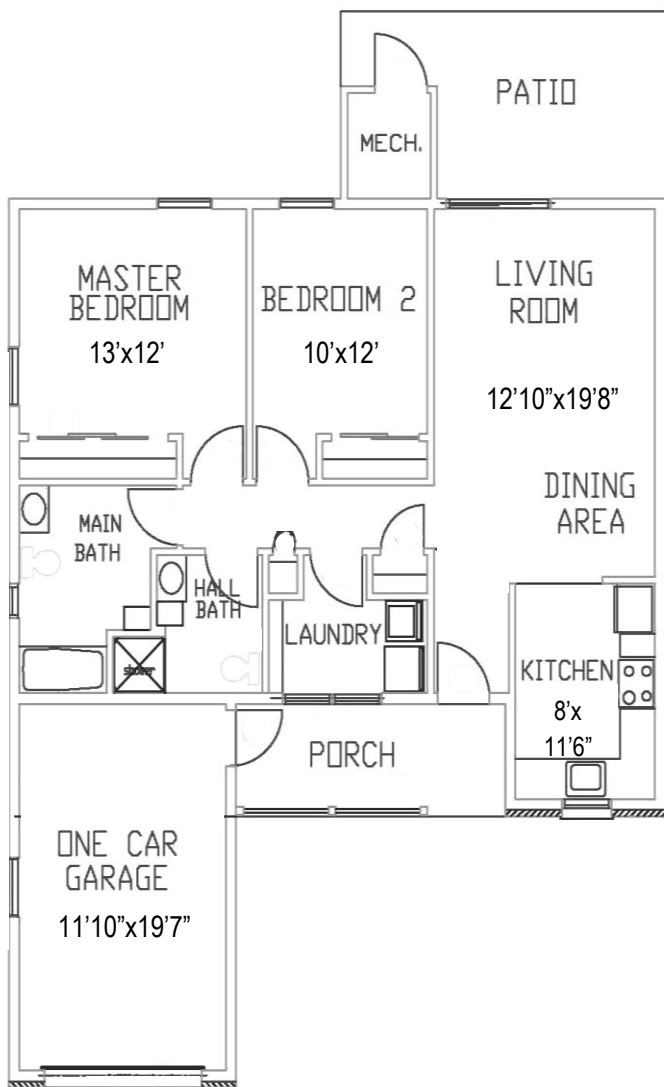 PATIO
MECH.
MASTER
BEDROOM
13'x12'
BEDROOM 2
10'x12'
LIVING
ROOM
12'10"x19'8"
DINING
AREA
MAIN
BATH
HALL
BATH
shower
LAUNDRY
KITCHEN
8'x
11'6"
PORCH
ONE CAR
GARAGE
11'10"x19'7"